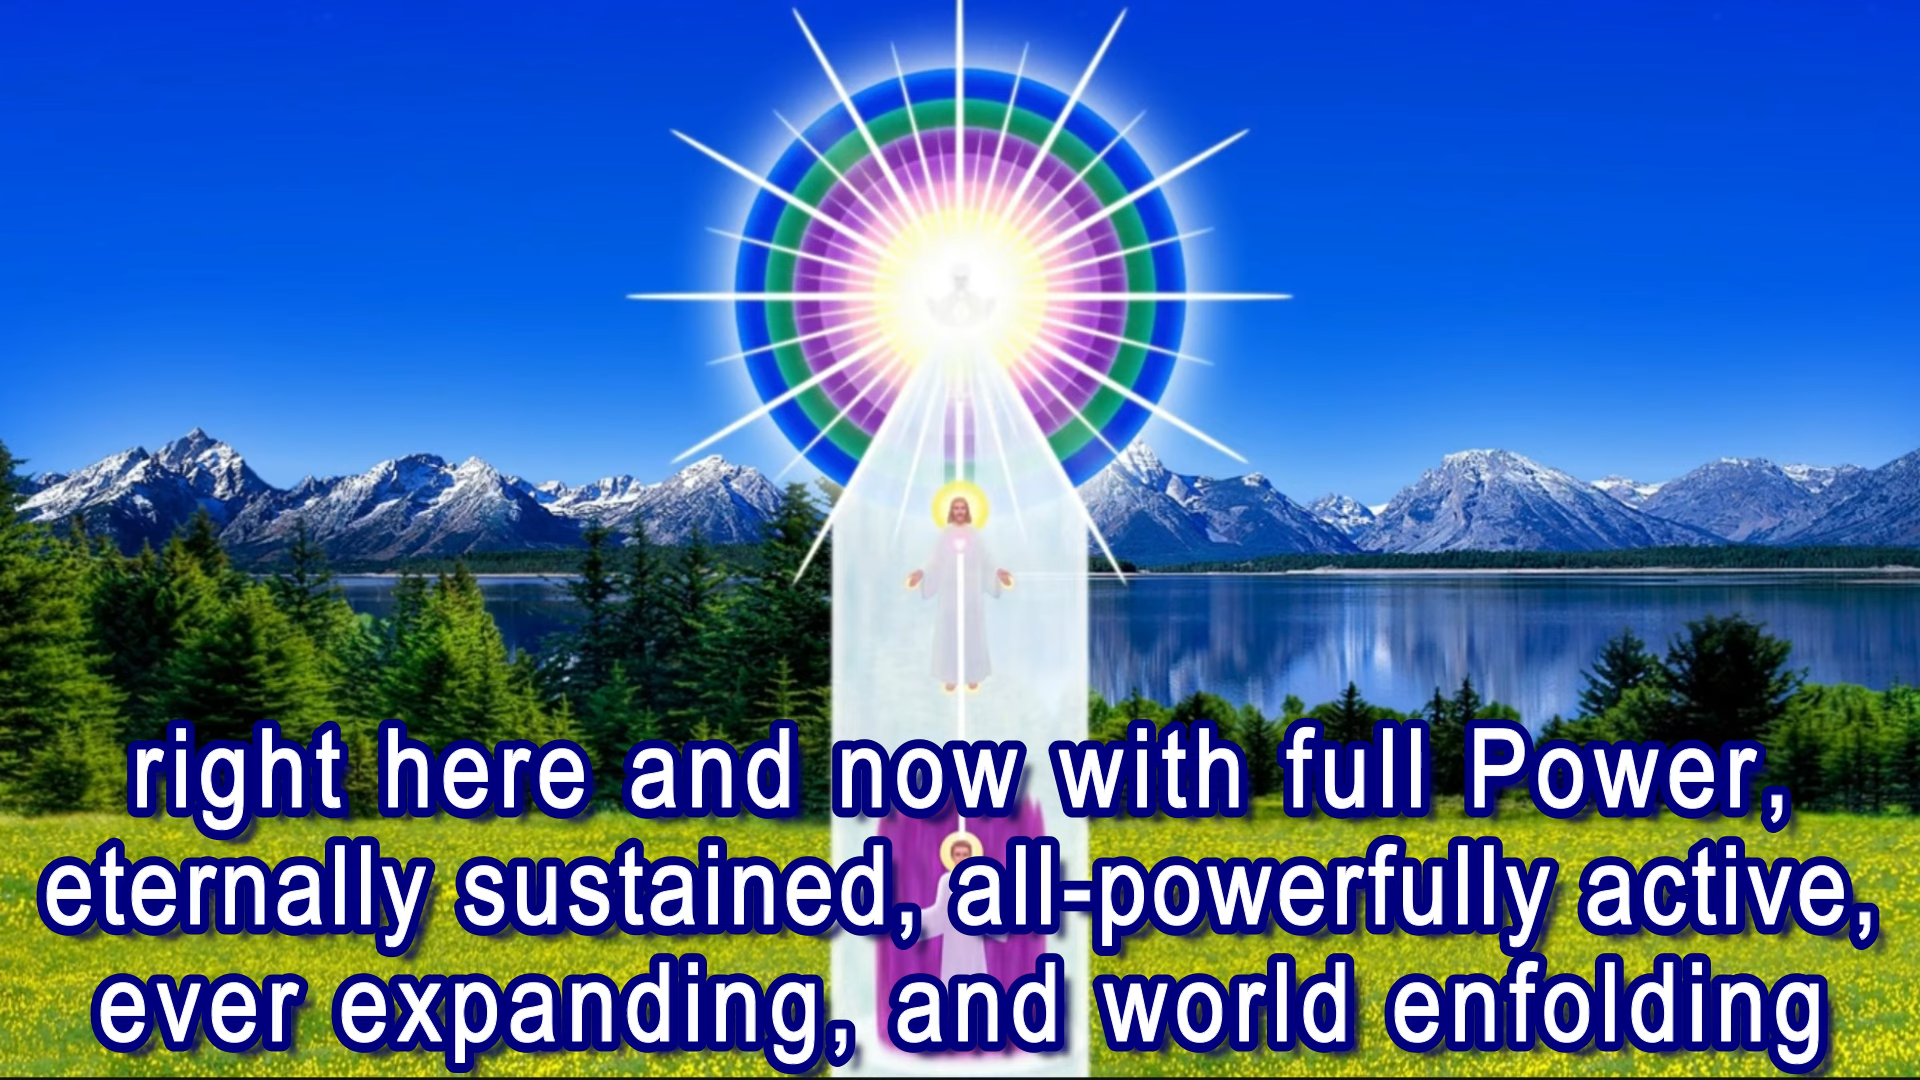 right here and now with full Power,
eternally sustained, all-powerfully active,
ever expanding, and world enfolding